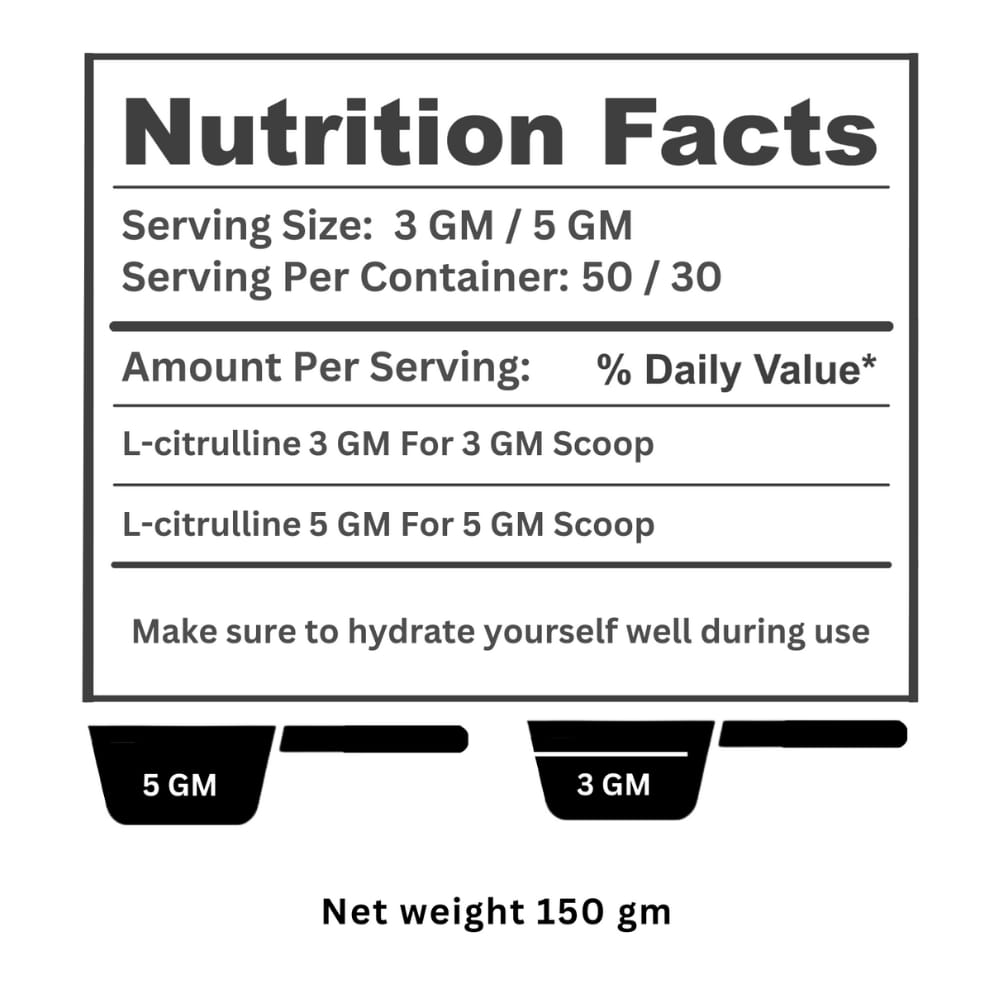 Nutrition Facts
Serving Size: 3 GM / 5 GM
Serving Per Container: 50 / 30
Amount Per Serving: % Daily Value*
L-citrulline 3 GM For 3 GM Scoop
L-citrulline 5 GM For 5 GM Scoop
Make sure to hydrate yourself well during use
5 GM
3 GM
Net weight 150 gm